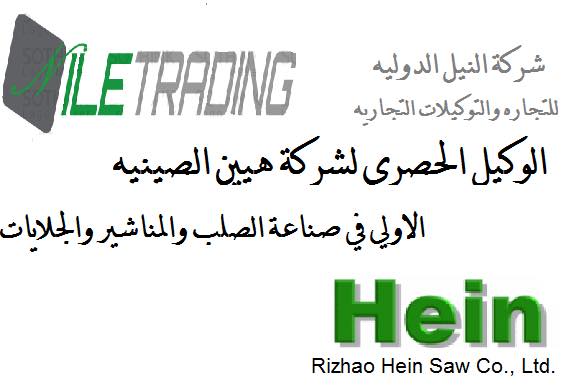 NILETRADING
شركة النيل الدوليه
للتجاره والتوكيلات التجاريه
الوكيل الحصرى لشركة هيين الصينيه
الاولي في صناعة الصلب والمناشير والجلايات
Hein
Rizhao Hein Saw Co., Ltd.